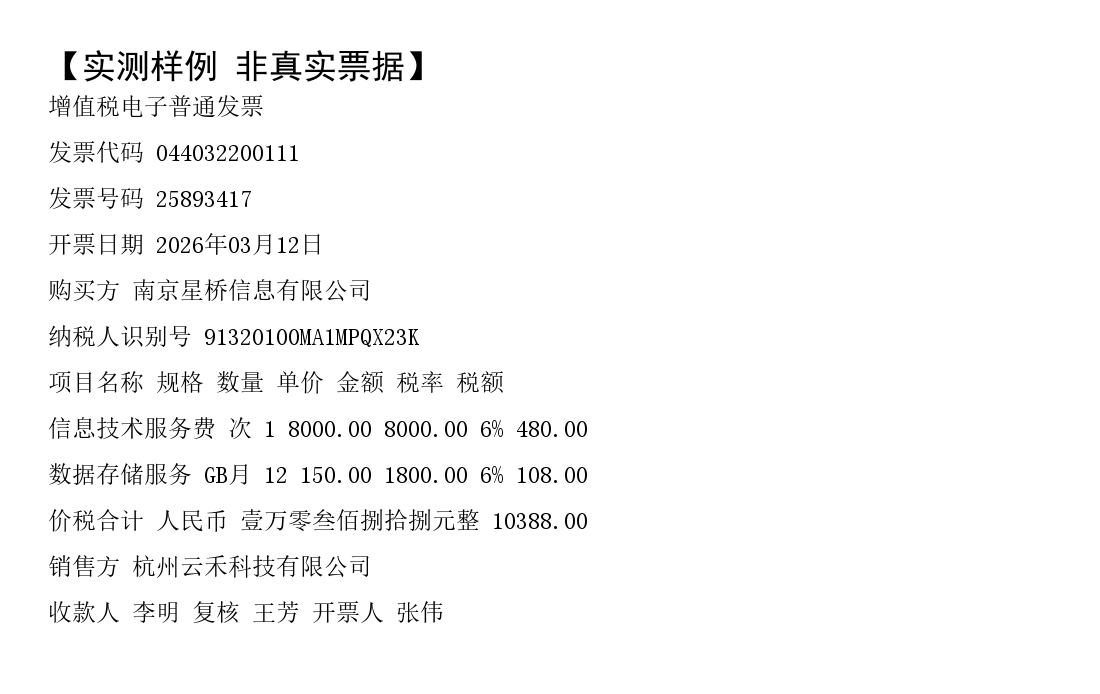 【实测样例 非真实票据】
增值税电子普通发票
发票代码 044032200111
发票号码 25893417
开票日期 2026年03月12日
购买方 南京星桥信息有限公司
纳税人识别号 91320100MA1MPQX23K
项目名称 规格 数量 单价 金额 税率 税额
信息技术服务费 次 1 8000.00 8000.00 6% 480.00
数据存储服务 GB月 12 150.00 1800.00 6% 108.00
价税合计 人民币 壹万零叁佰捌拾捌元整 10388.00
销售方 杭州云禾科技有限公司
收款人 李明 复核 王芳 开票人 张伟